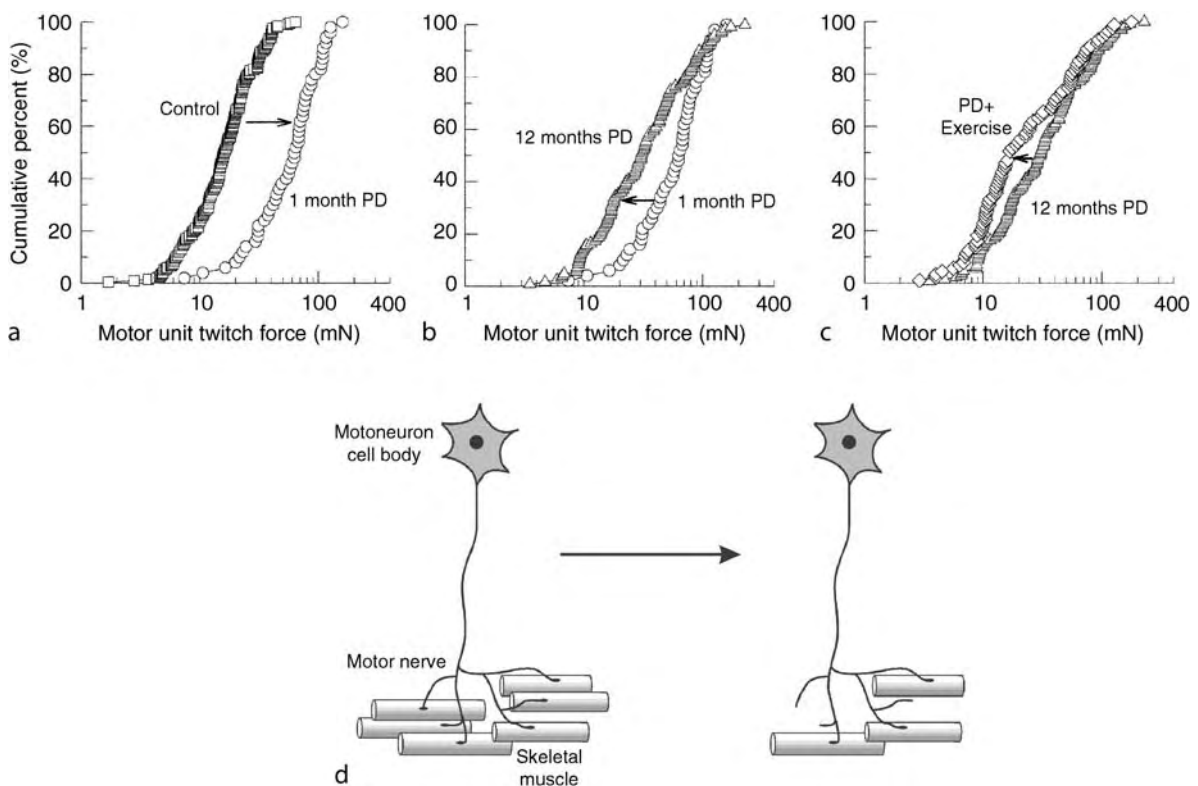 Cumulative percent (%)
100
80
60
40
20
0
Control
1 month PD
1
10
100
400
a
Motor unit twitch force (mN)
100
80
60
40
20
0
12 months PD
1 month PD
1
10
100
400
b
Motor unit twitch force (mN)
100
80
60
40
20
0
PD+
Exercise
12 months PD
1
10
100
400
c
Motor unit twitch force (mN)
Motoneuron
cell body
Motor nerve
Skeletal
muscle
d